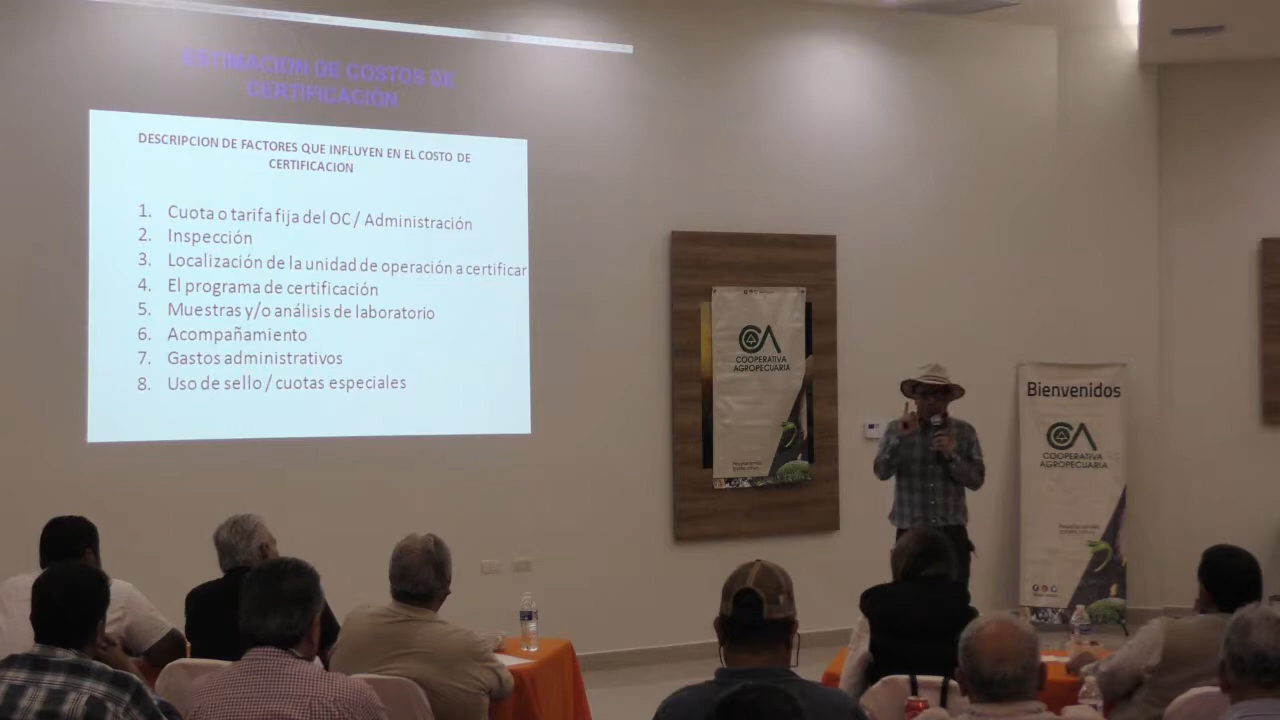 ESTIMACION DE COSTOS DE
CERTIFICACIÓN
DESCRIPCION DE FACTORES QUE INFLUYEN EN EL COSTO DE
CERTIFICACION
1. Cuota o tarifa fija del OC / Administración
2. Inspección
3. Localización de la unidad de operación a certificar
4. El programa de certificación
5. Muestras y/o análisis de laboratorio
6. Acompañamiento
7. Gastos administrativos
8. Uso de sello / cuotas especiales
CA
COOPERATIVA
AGROPECUARIA
Bienvenidos
CA
COOPERATIVA
AGROPECUARIA